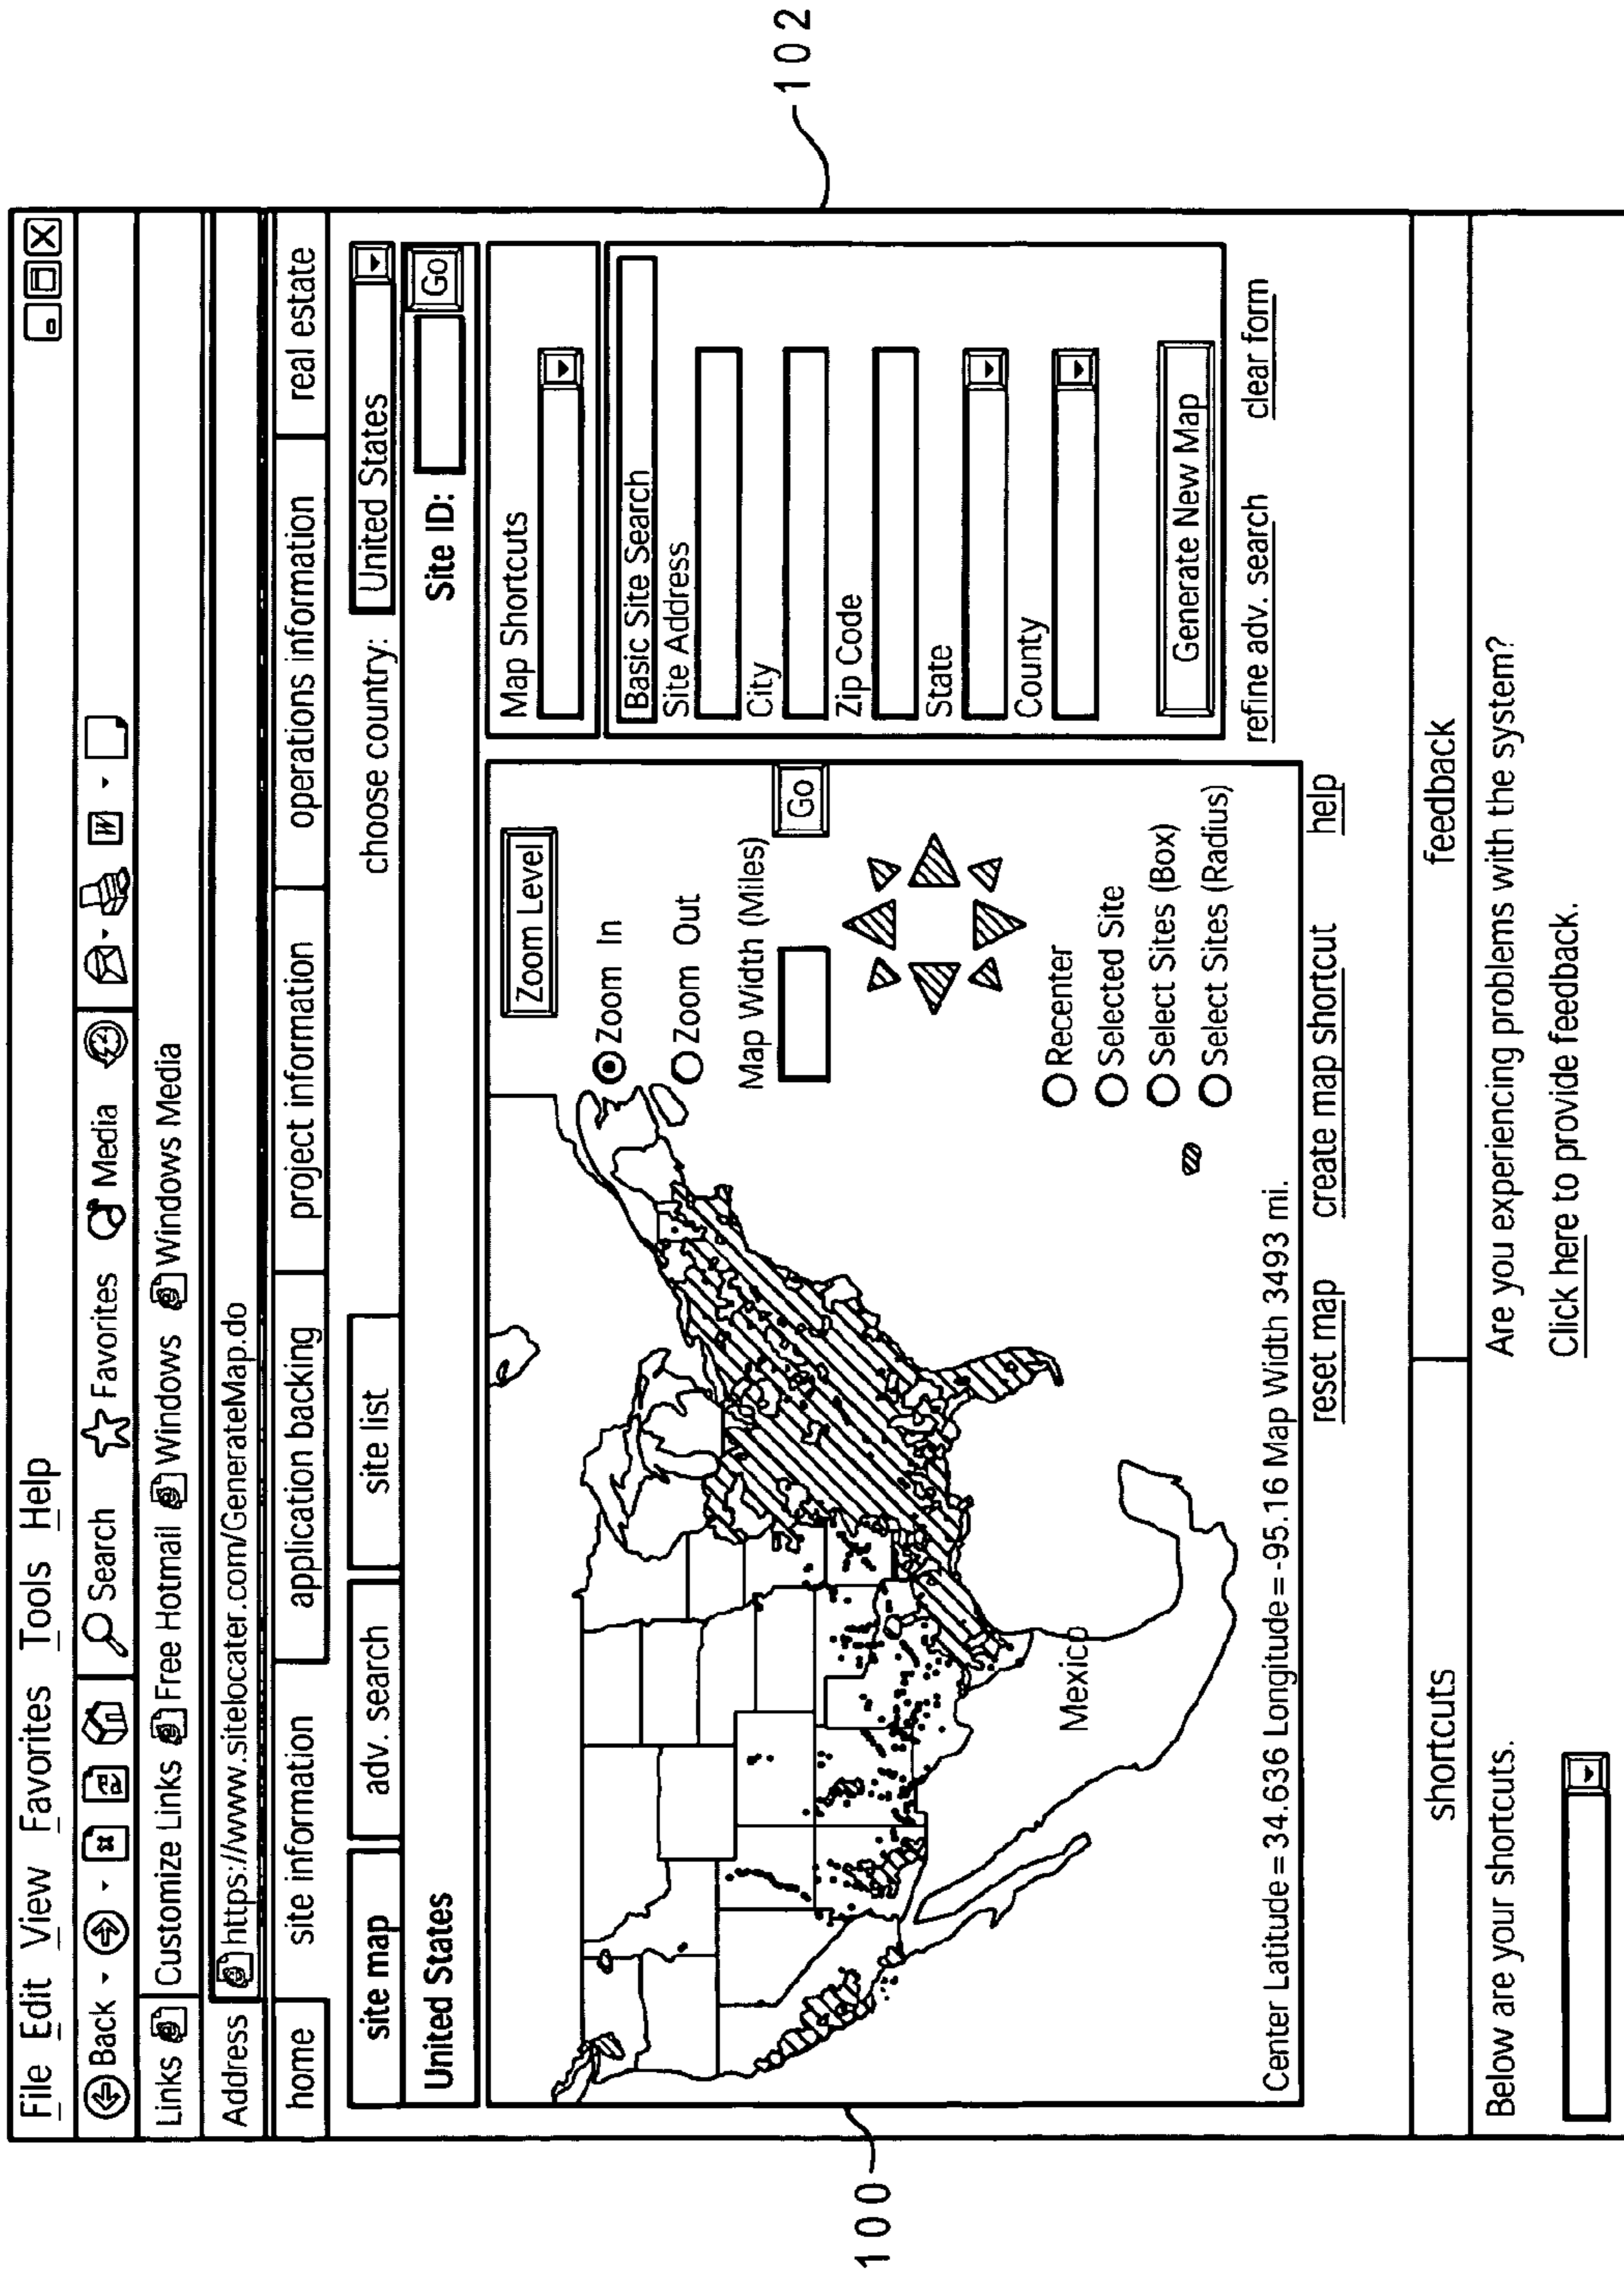 File Edit View Favorites Tools Help
Back Search Favorites Media W
Links Customize Links Free Hotmail Windows Windows Media
Address https://www.sitelocater.com/GenerateMap.do
home site information application backing project information operations information real estate
site map adv. search site list choose country: United States
United States Site ID: Go
Zoom Level
Zoom In
Zoom Out
Map Width (Miles)
Go
Recenter
Selected Site
Select Sites (Box)
Select Sites (Radius)
Mexico
Center Latitude = 34.636 Longitude = -95.16 Map Width 3493 mi.
reset map create map shortcut help
Map Shortcuts
Basic Site Search
Site Address
City
Zip Code
State
County
Generate New Map
refine adv. search clear form
shortcuts feedback
Below are your shortcuts. Are you experiencing problems with the system?
Click here to provide feedback.
100
102